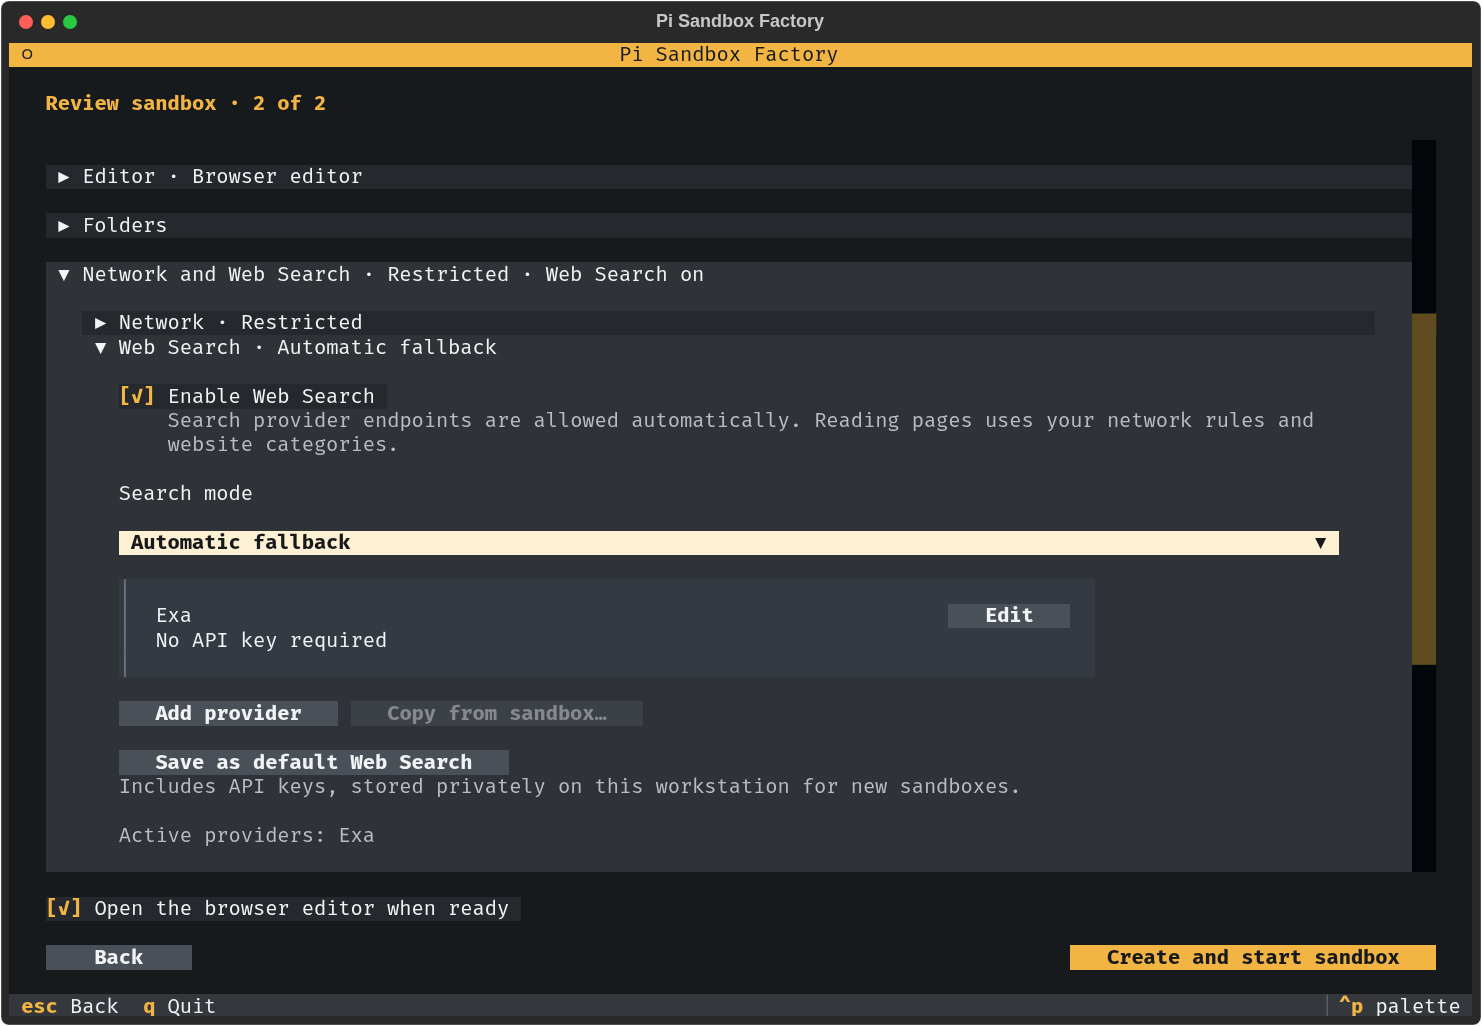 Pi Sandbox Factory
O Pi Sandbox Factory
Review sandbox · 2 of 2
▶ Editor · Browser editor
▶ Folders
▼ Network and Web Search · Restricted · Web Search on
▶ Network · Restricted
▼ Web Search · Automatic fallback
[√] Enable Web Search
Search provider endpoints are allowed automatically. Reading pages uses your network rules and
website categories.
Search mode
Automatic fallback ▼
Exa Edit
No API key required
Add provider Copy from sandbox…
Save as default Web Search
Includes API keys, stored privately on this workstation for new sandboxes.
Active providers: Exa
[√] Open the browser editor when ready
Back Create and start sandbox
esc Back q Quit ^p palette